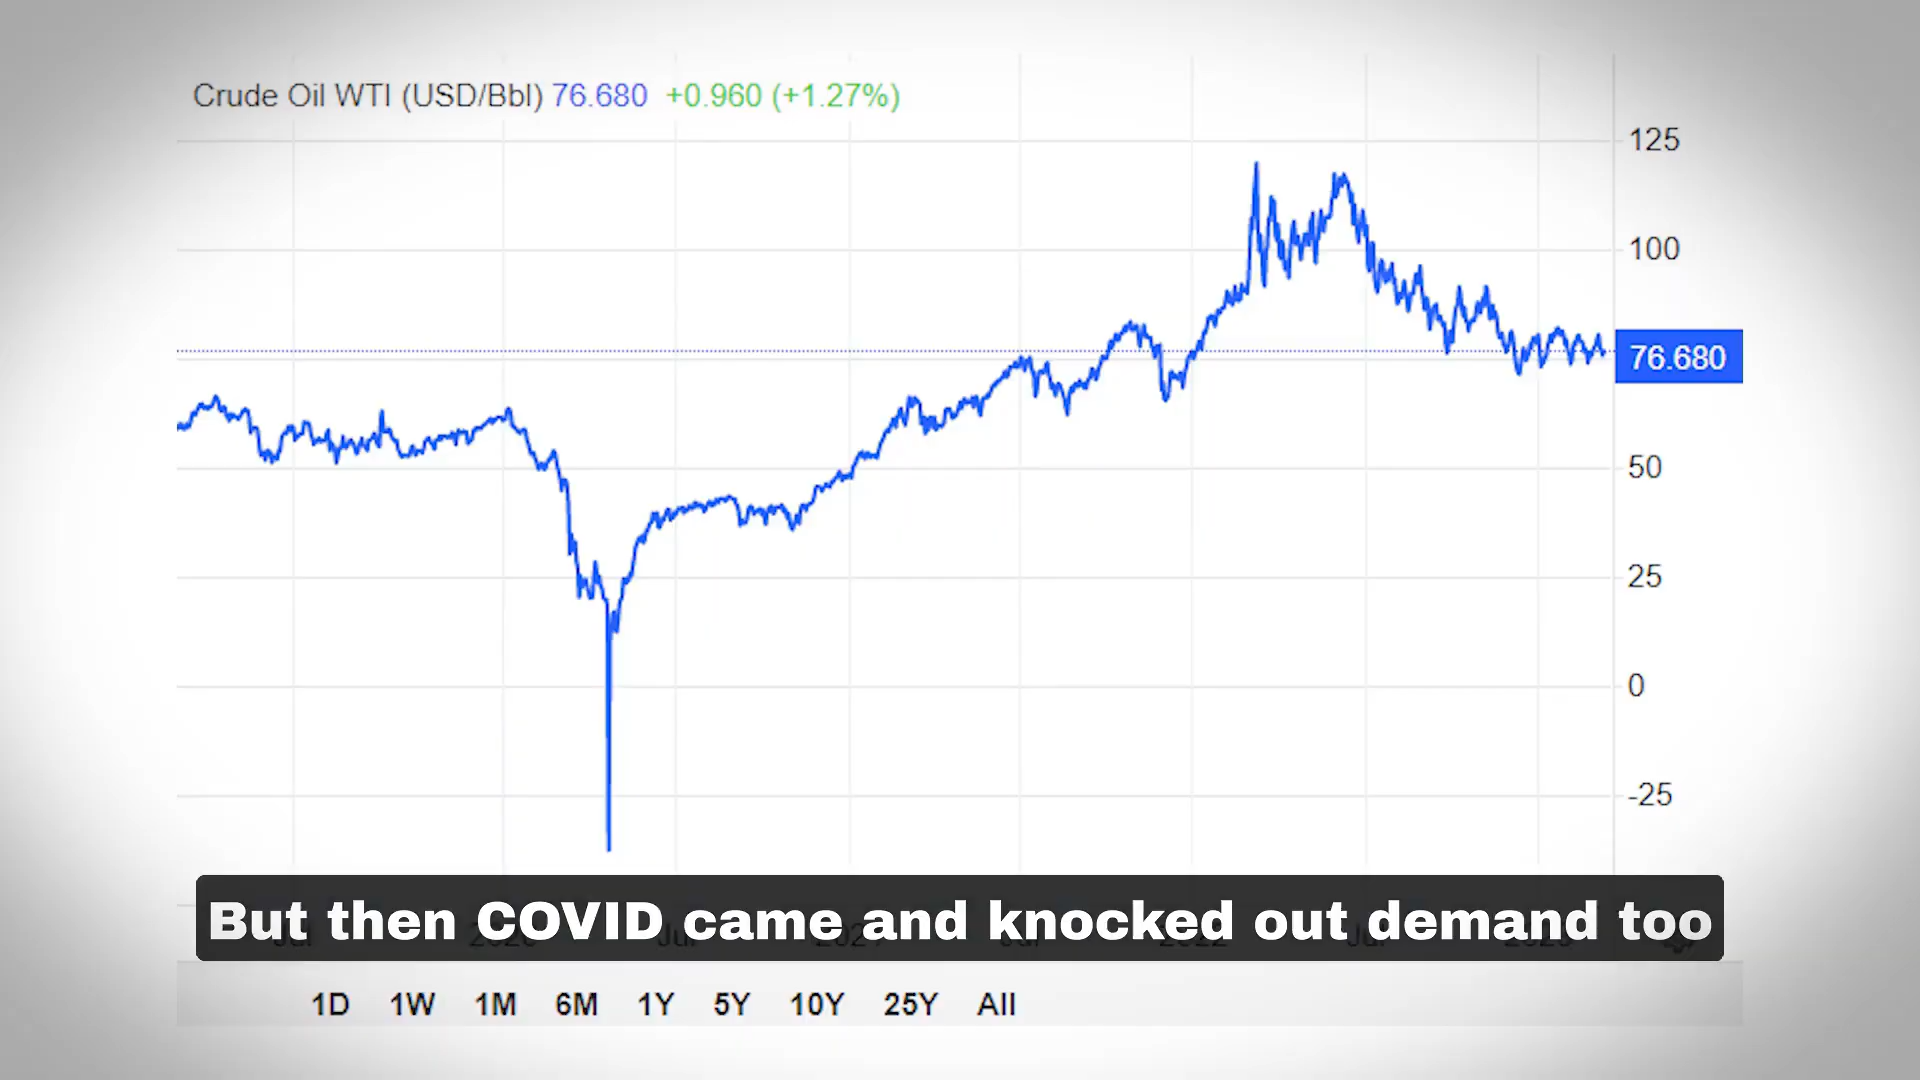 Crude Oil WTI (USD/Bbl) 76.680 +0.960 (+1.27%)
125
100
76.680
50
25
0
-25
But then COVID came and knocked out demand too
1D 1W 1M 6M 1Y 5Y 10Y 25Y All